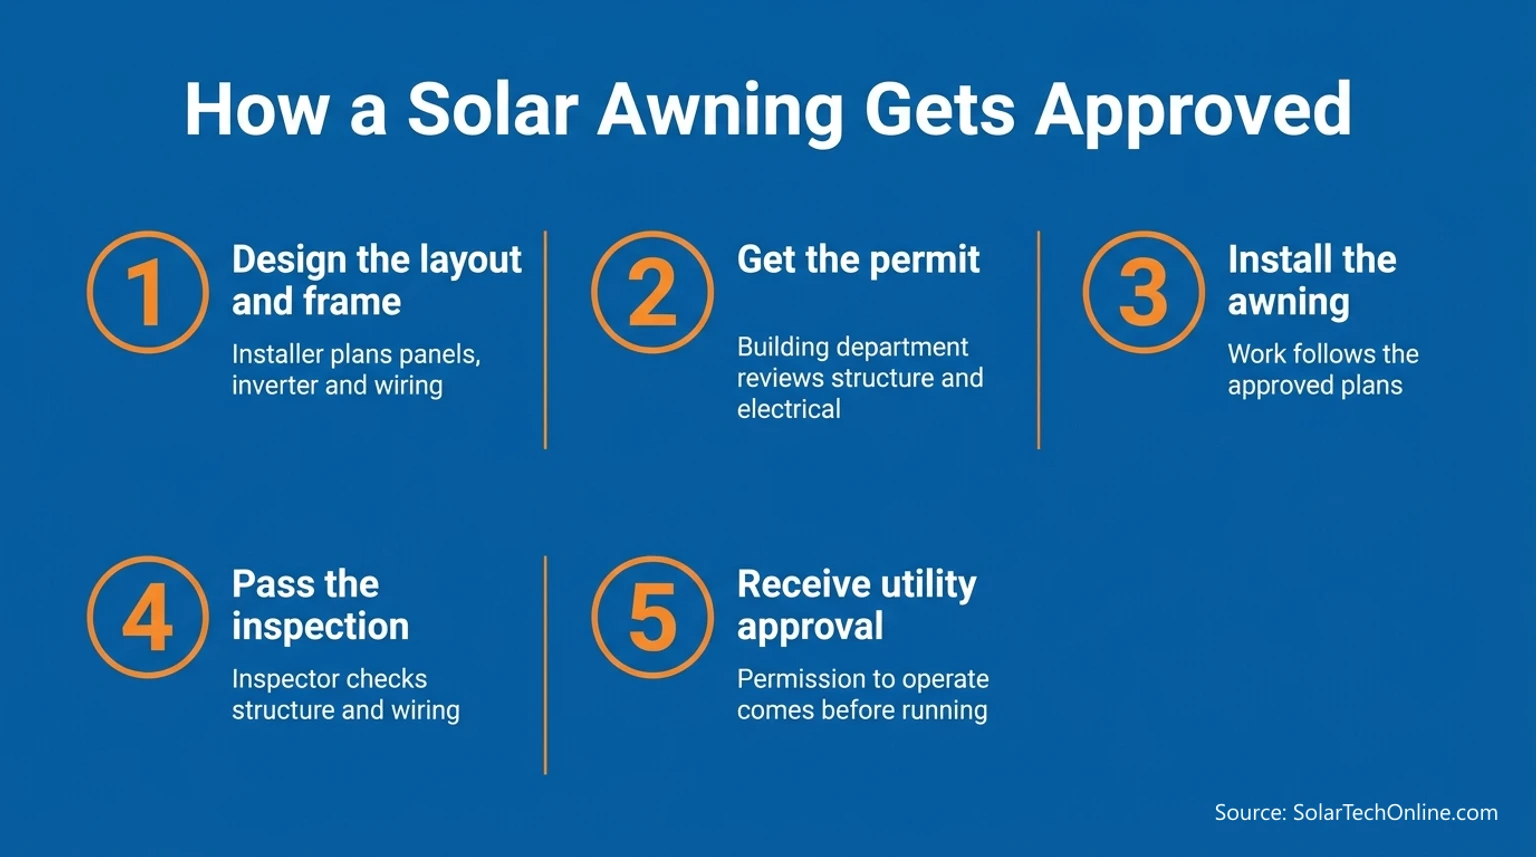 How a Solar Awning Gets Approved
1
Design the layout
and frame
Installer plans panels,
inverter and wiring
2
Get the permit
Building department
reviews structure and
electrical
3
Install the
awning
Work follows the
approved plans
4
Pass the
inspection
Inspector checks
structure and wiring
5
Receive utility
approval
Permission to operate
comes before running
Source: SolarTechOnline.com